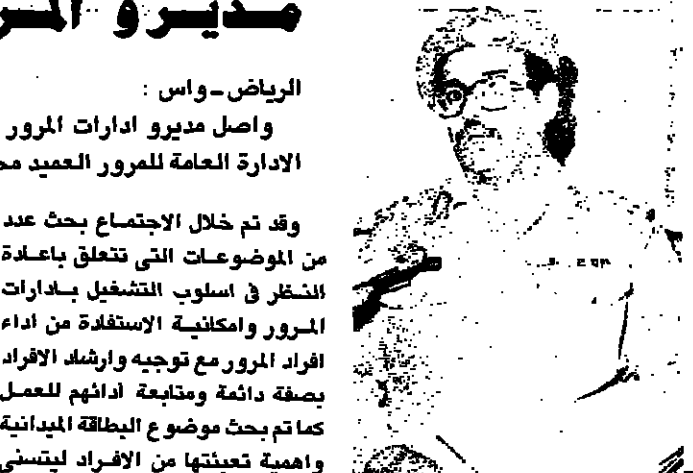 مديرو المر
الرياض ـ واس :
واصل مديرو ادارات المرور
الادارة العامة للمرور العميد مح
وقد تم خلال الاجتماع بحث عدد
من الموضوعات التي تتعلق باعادة
النظر في اسلوب التشغيل بادارات
المرور وامكانية الاستفادة من أداء
افراد المرور مع توجيه وارشاد الافراد
بصفة دائمة ومتابعة أدائهم للعمل
كما تم بحث موضوع البطاقة الميدانية
واهمية تعبئتها من الافراد ليتسنى